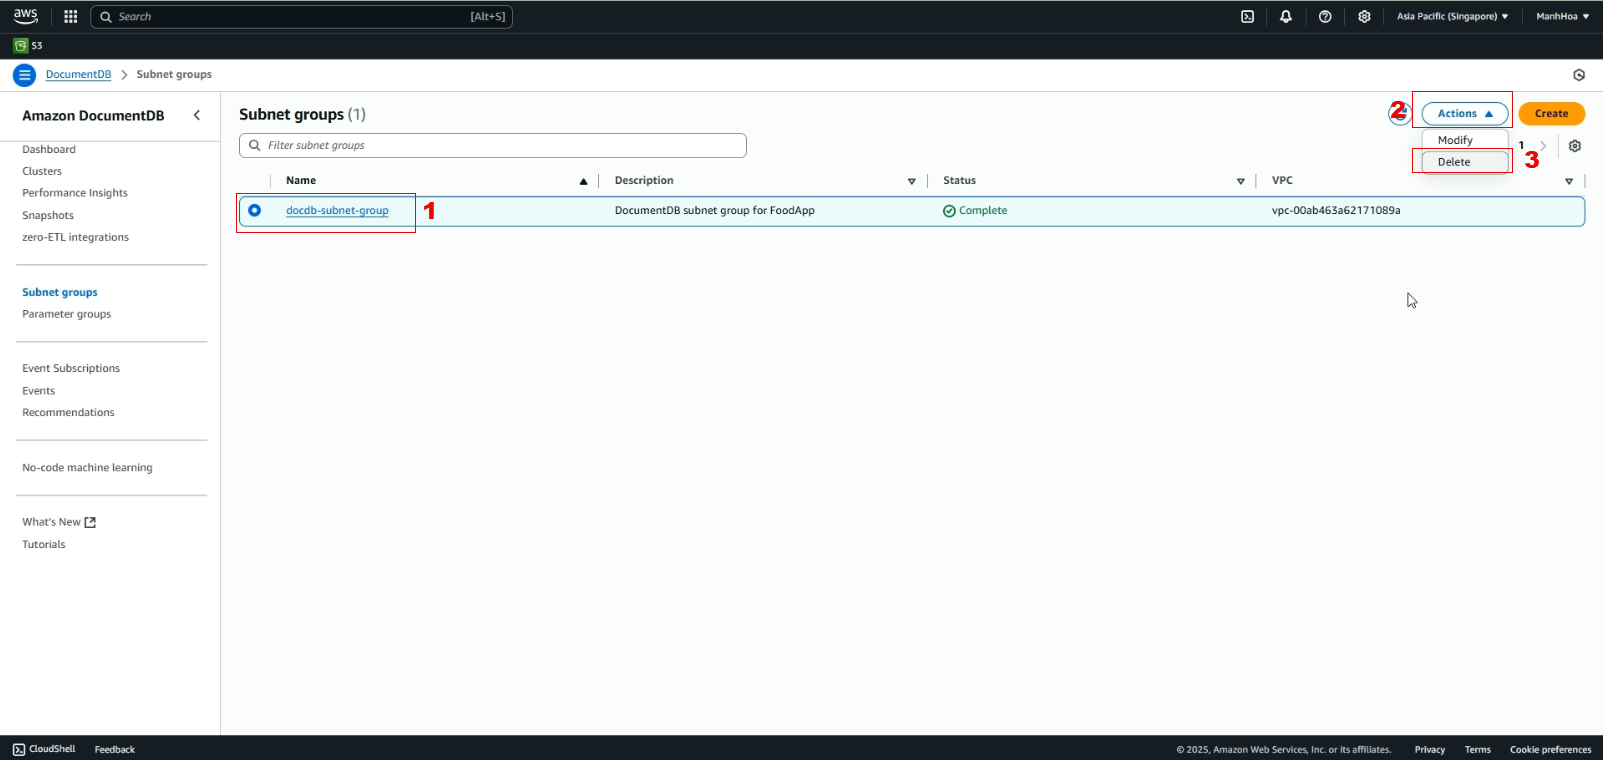 aws Search [Alt+S] Asia Pacific (Singapore) ManhHoa
S3
DocumentDB Subnet groups
Amazon DocumentDB
Dashboard
Clusters
Performance Insights
Snapshots
zero-ETL integrations
Subnet groups
Parameter groups
Event Subscriptions
Events
Recommendations
No-code machine learning
What's New
Tutorials
Subnet groups (1) 2 Actions Create
Filter subnet groups Modify 1
Delete 3
Name Description Status VPC
docdb-subnet-group 1 DocumentDB subnet group for FoodApp Complete vpc-00ab463a62171089a
CloudShell Feedback © 2025, Amazon Web Services, Inc. or its affiliates. Privacy Terms Cookie preferences